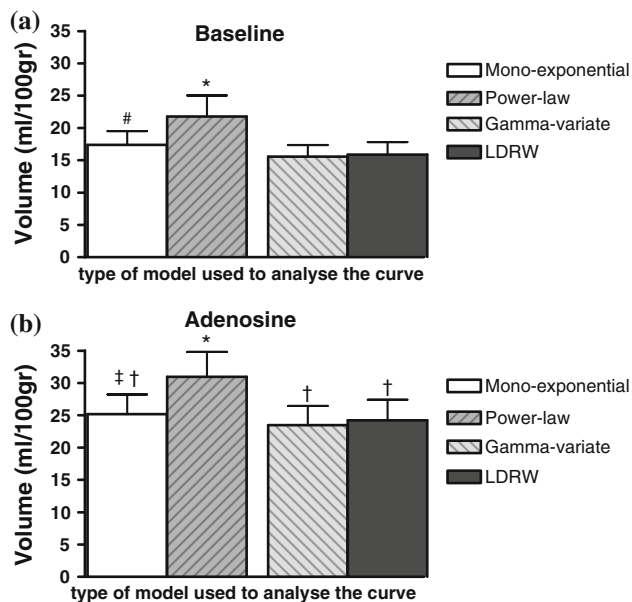 (a)
Baseline
Volume (ml/100gr)
35
30
25
20
15
10
5
0
#
*
Mono-exponential
Power-law
Gamma-variate
LDRW
type of model used to analyse the curve
(b)
Adenosine
Volume (ml/100gr)
35
30
25
20
15
10
5
0
‡ †
*
†
†
Mono-exponential
Power-law
Gamma-variate
LDRW
type of model used to analyse the curve